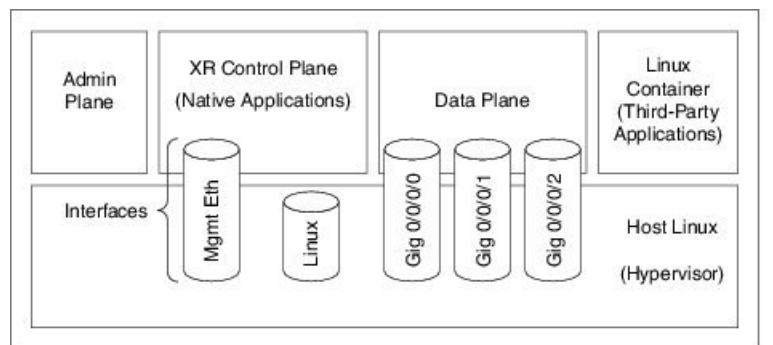 Admin
Plane
XR Control Plane
(Native Applications)
Data Plane
Linux
Container
(Third-Party
Applications)
Interfaces
Mgmt Eth
Linux
Gig 0/0/0/0
Gig 0/0/0/1
Gig 0/0/0/2
Host Linux
(Hypervisor)